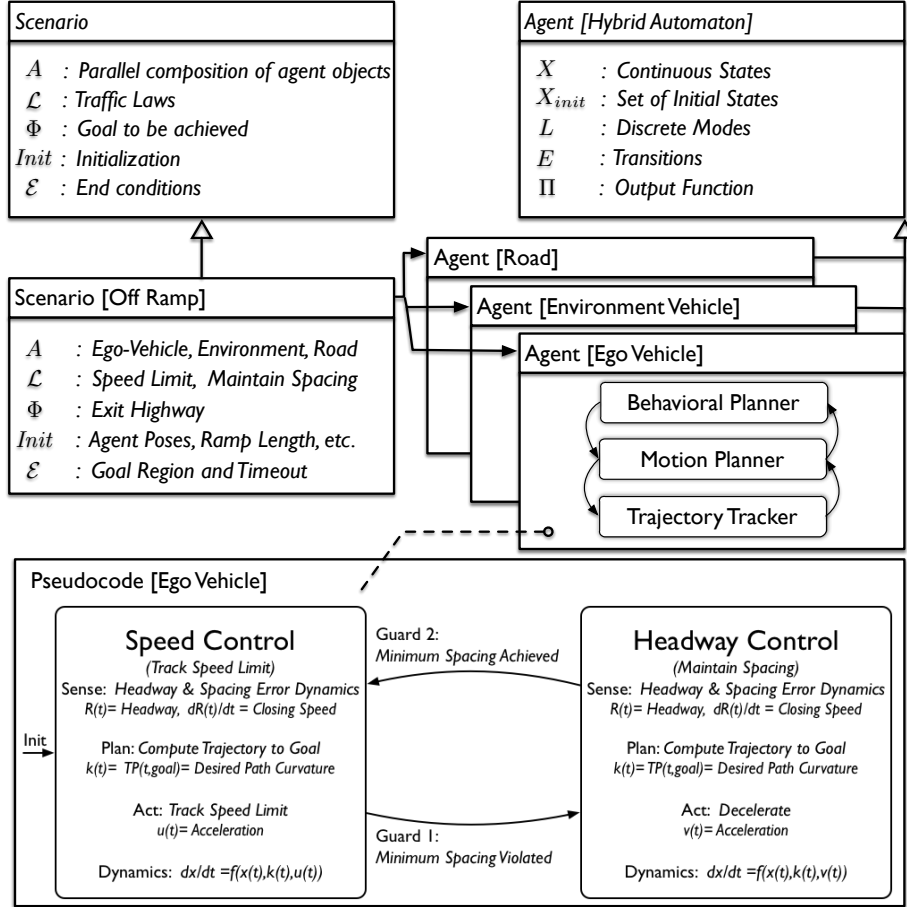 Scenario
A : Parallel composition of agent objects
ℒ : Traffic Laws
Φ : Goal to be achieved
Init : Initialization
ℰ : End conditions
Agent [Hybrid Automaton]
X : Continuous States
X_init : Set of Initial States
L : Discrete Modes
E : Transitions
Π : Output Function
Scenario [Off Ramp]
A : Ego-Vehicle, Environment, Road
ℒ : Speed Limit, Maintain Spacing
Φ : Exit Highway
Init : Agent Poses, Ramp Length, etc.
ℰ : Goal Region and Timeout
Agent [Road]
Agent [Environment Vehicle]
Agent [Ego Vehicle]
Behavioral Planner
Motion Planner
Trajectory Tracker
Pseudocode [Ego Vehicle]
Init
Speed Control
(Track Speed Limit)
Sense: Headway & Spacing Error Dynamics
R(t)= Headway, dR(t)/dt = Closing Speed
Plan: Compute Trajectory to Goal
k(t)= TP(t,goal)= Desired Path Curvature
Act: Track Speed Limit
u(t)= Acceleration
Dynamics: dx/dt =f(x(t),k(t),u(t))
Guard 2:
Minimum Spacing Achieved
Guard 1:
Minimum Spacing Violated
Headway Control
(Maintain Spacing)
Sense: Headway & Spacing Error Dynamics
R(t)= Headway, dR(t)/dt = Closing Speed
Plan: Compute Trajectory to Goal
k(t)= TP(t,goal)= Desired Path Curvature
Act: Decelerate
v(t)= Acceleration
Dynamics: dx/dt =f(x(t),k(t),v(t))